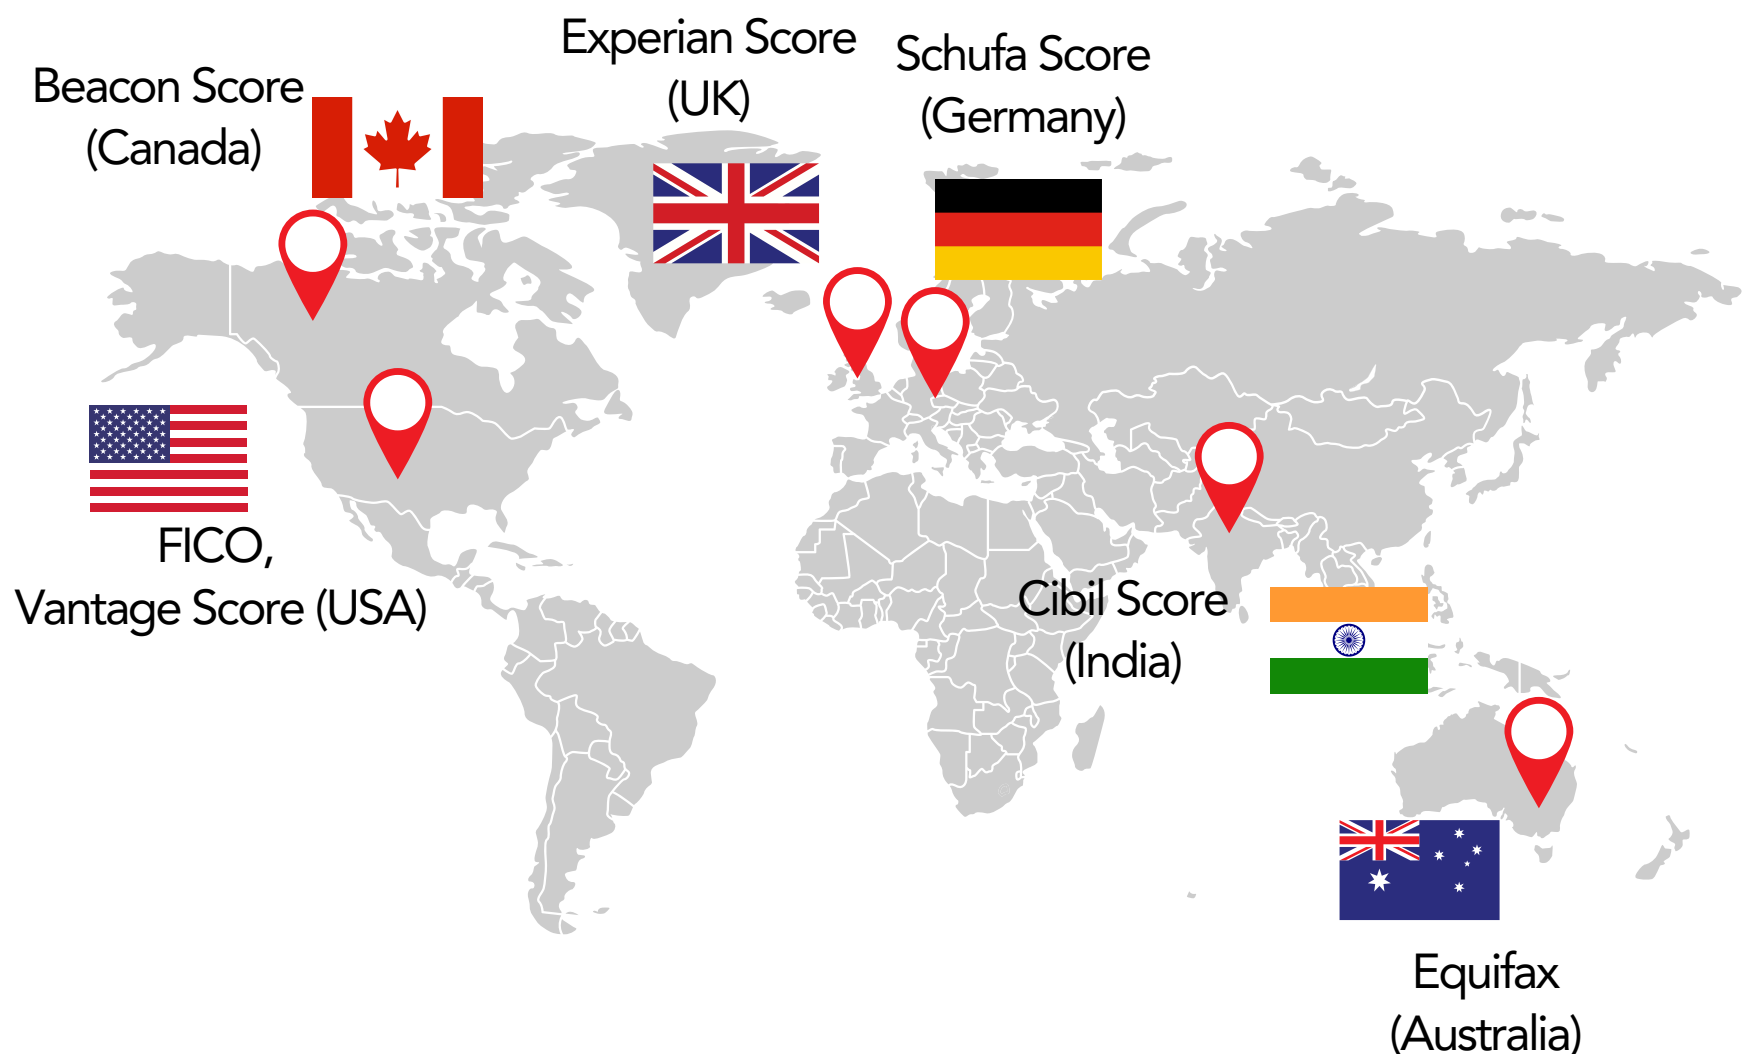 Beacon Score
(Canada)
Experian Score
(UK)
Schufa Score
(Germany)
FICO,
Vantage Score (USA)
Cibil Score
(India)
Equifax
(Australia)